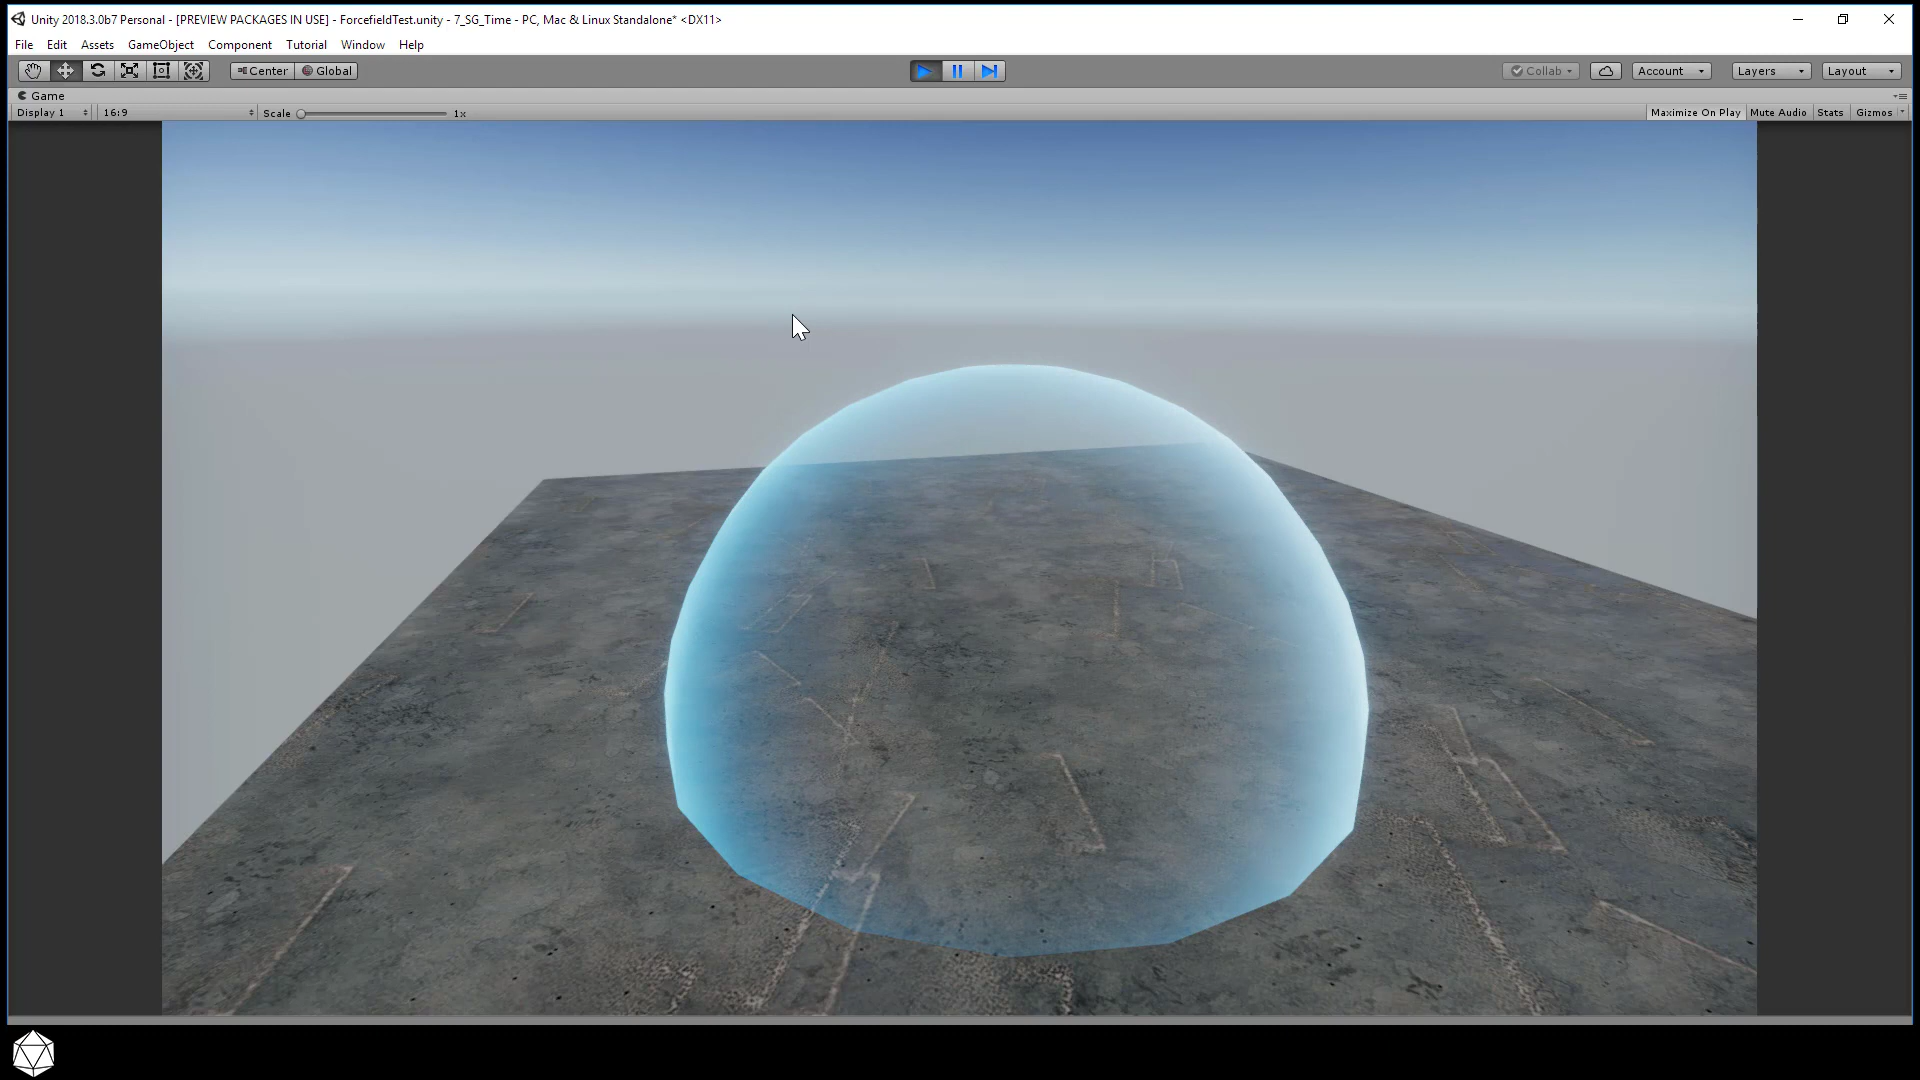 Unity 2018.3.0b7 Personal - [PREVIEW PACKAGES IN USE] - ForcefieldTest.unity - 7_SG_Time - PC, Mac & Linux Standalone* <DX11>
File Edit Assets GameObject Component Tutorial Window Help
Center Global Collab Account Layers Layout
Game
Display 1 16:9 Scale 1x Maximize On Play Mute Audio Stats Gizmos